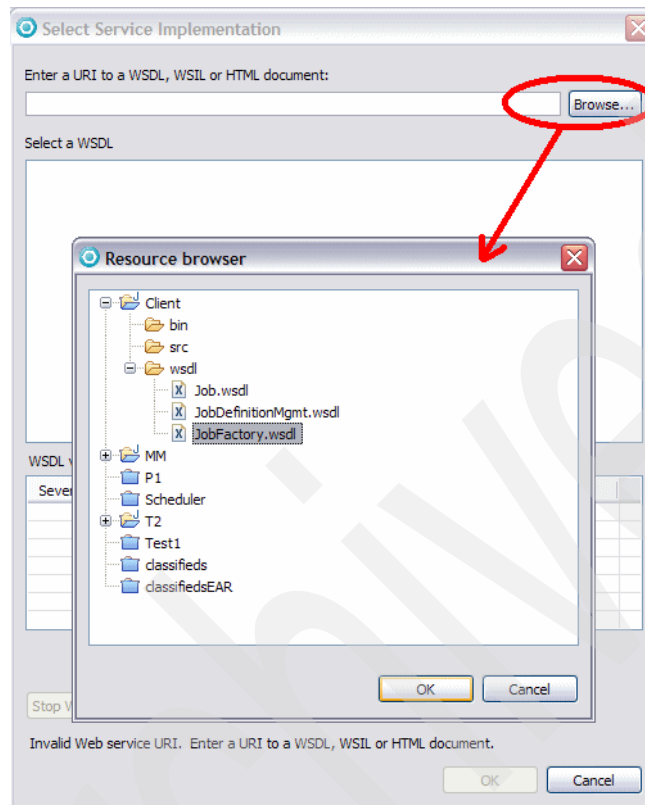 Select Service Implementation
Enter a URI to a WSDL, WSIL or HTML document:
Browse...
Select a WSDL
Resource browser
Client
bin
src
wsdl
Job.wsdl
JobDefinitionMgmt.wsdl
JobFactory.wsdl
MM
P1
Scheduler
T2
Test1
classifieds
classifiedsEAR
WSDL
OK Cancel
Stop
Invalid Web service URI. Enter a URI to a WSDL, WSIL or HTML document.
OK Cancel